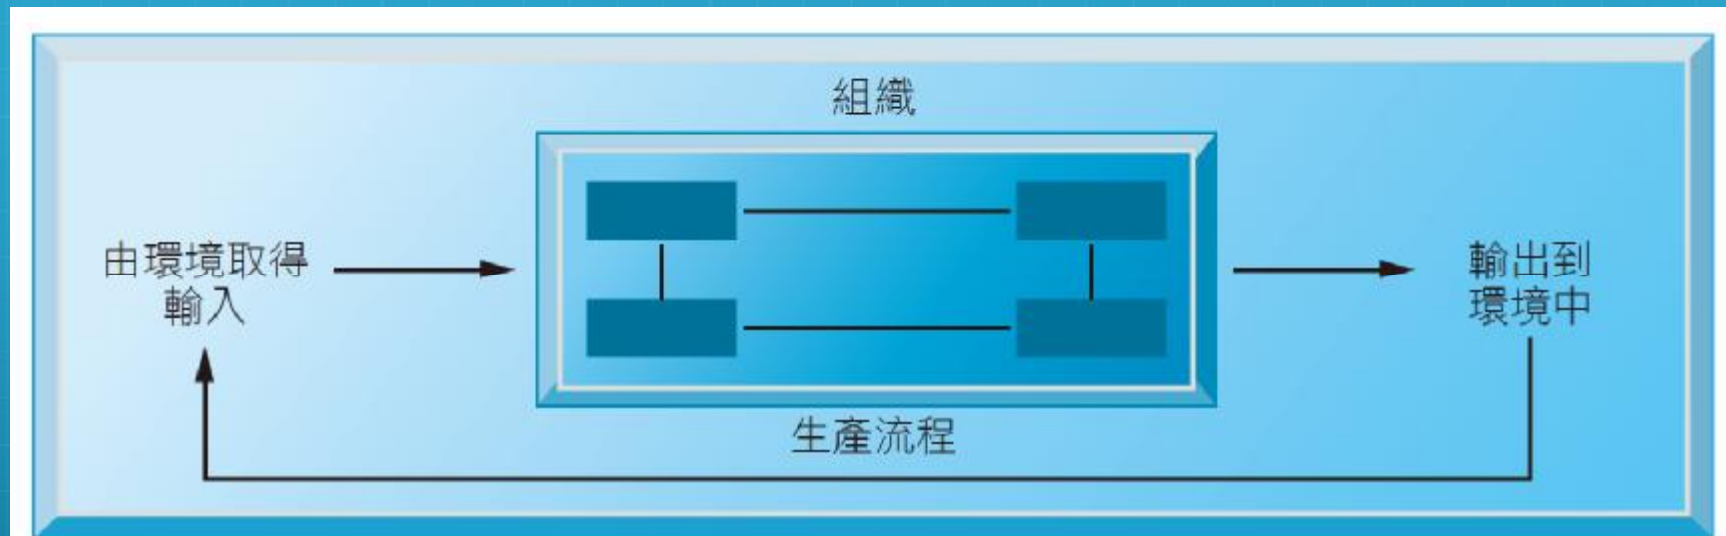 組織
由環境取得
輸入
輸出到
環境中
生產流程